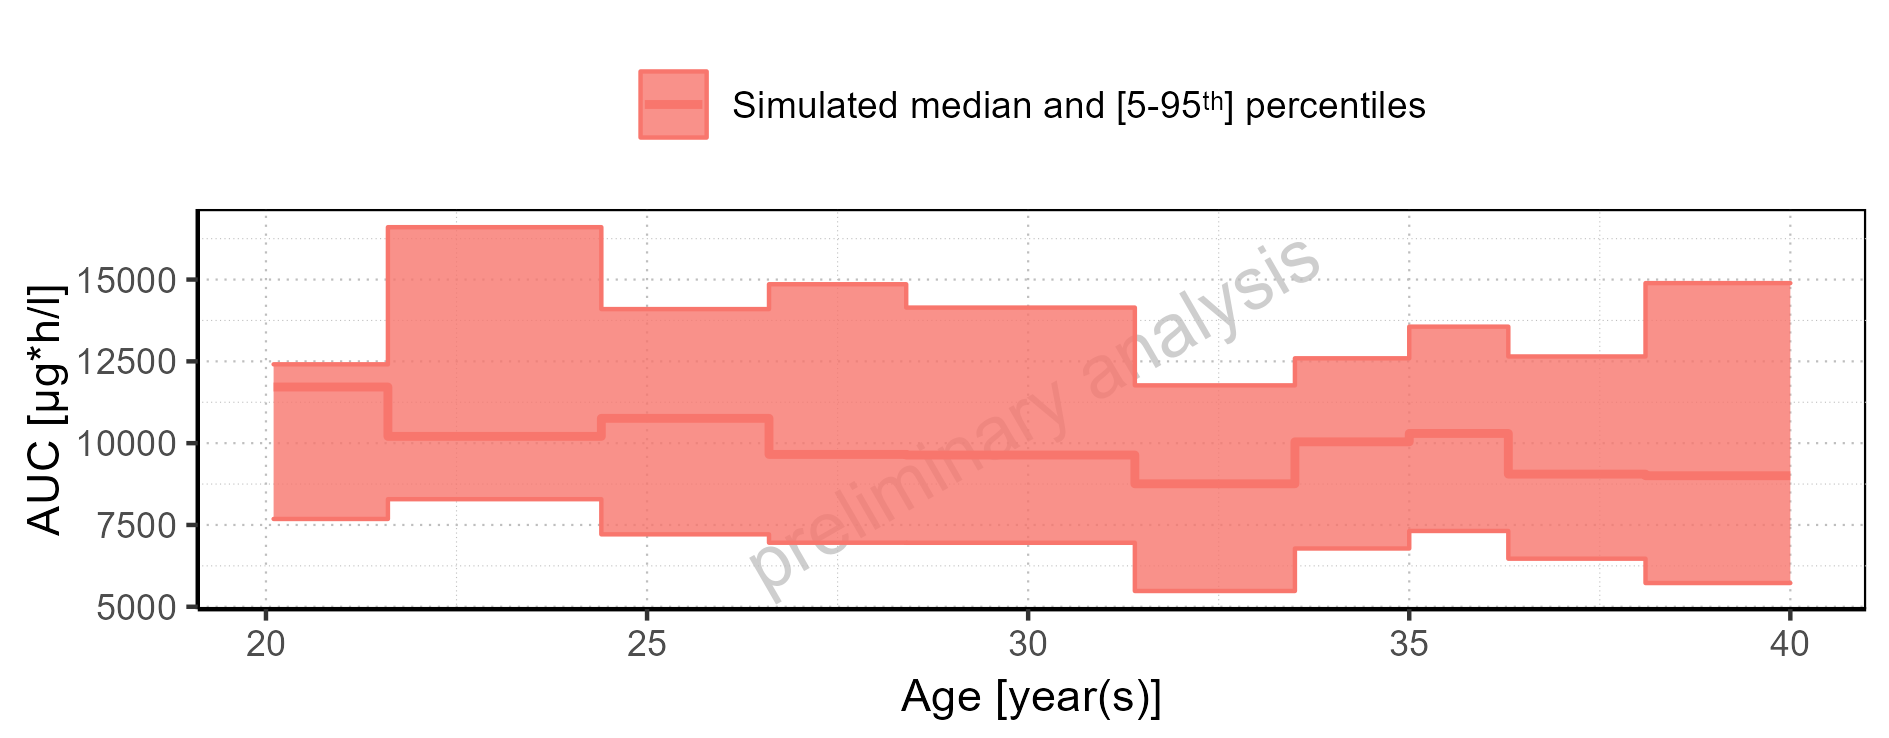 Simulated median and [5-95th] percentiles
AUC [µg*h/l]
15000
12500
10000
7500
5000
preliminary analysis
20 25 30 35 40
Age [year(s)]